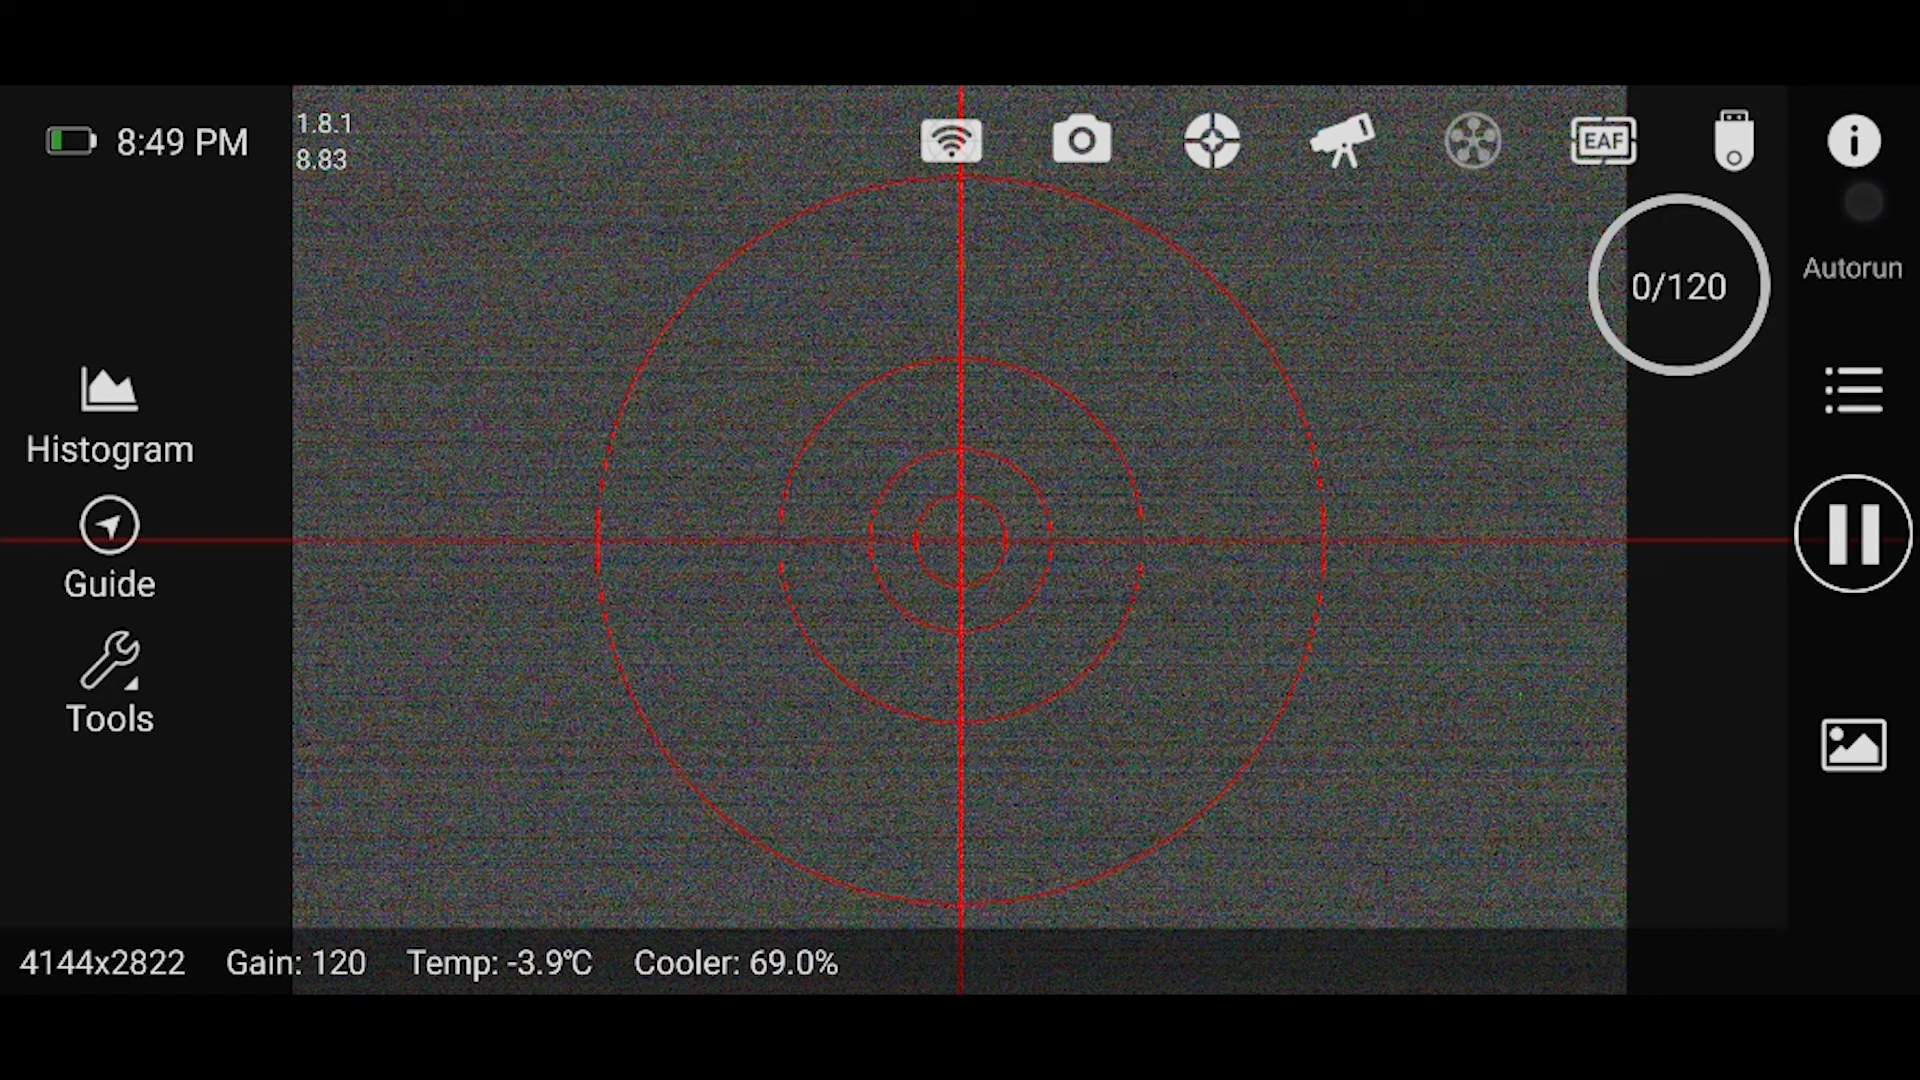 8:49 PM
1.8.1
8.83
EAF
0/120
Autorun
Histogram
Guide
Tools
4144x2822 Gain: 120 Temp: -3.9℃ Cooler: 69.0%